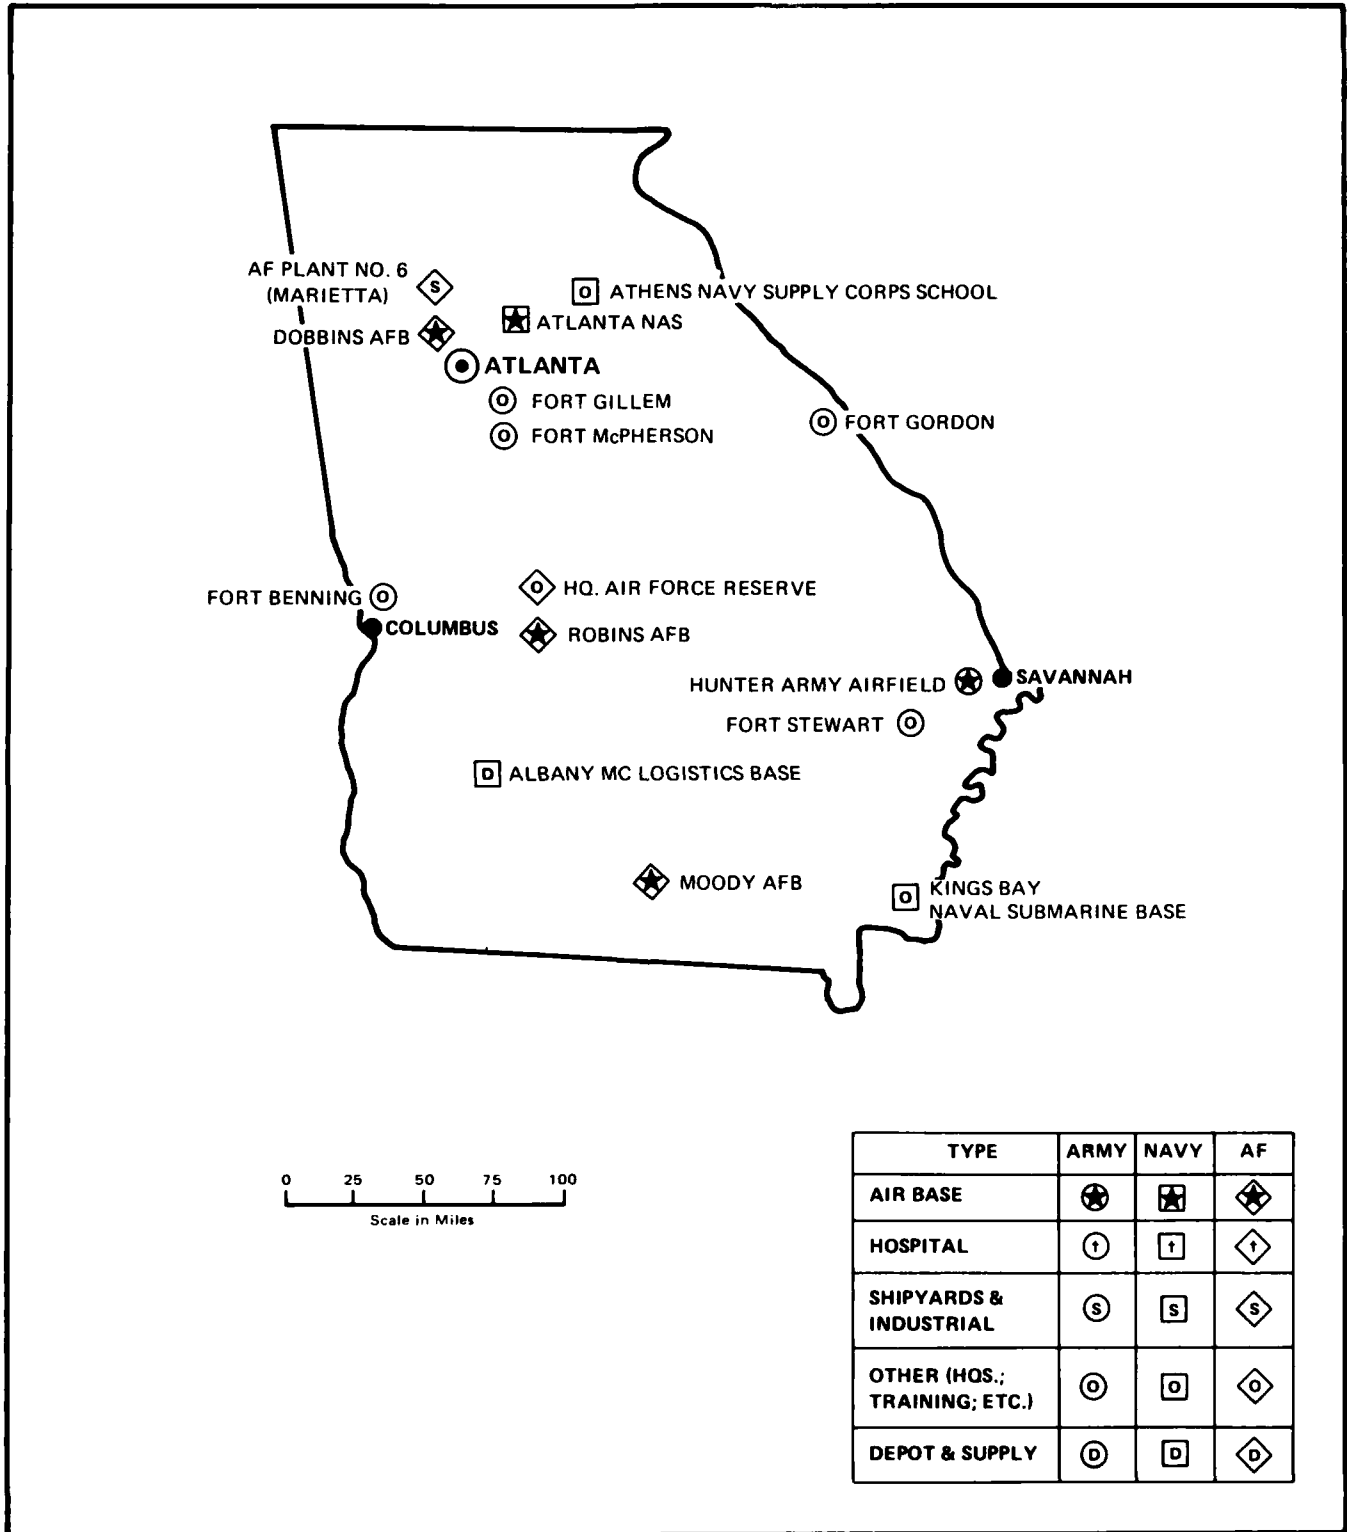 AF PLANT NO. 6
(MARIETTA)
S
O
ATHENS NAVY SUPPLY CORPS SCHOOL
ATLANTA NAS
DOBBINS AFB
ATLANTA
O
FORT GILLEM
O
FORT McPHERSON
O
FORT GORDON
FORT BENNING
O
O
HQ. AIR FORCE RESERVE
COLUMBUS
ROBINS AFB
HUNTER ARMY AIRFIELD
SAVANNAH
FORT STEWART
O
D
ALBANY MC LOGISTICS BASE
MOODY AFB
O
KINGS BAY
NAVAL SUBMARINE BASE
0 25 50 75 100
Scale in Miles
TYPE ARMY NAVY AF
AIR BASE
HOSPITAL
SHIPYARDS &
INDUSTRIAL
S S S
OTHER (HQS.;
TRAINING; ETC.)
O O O
DEPOT & SUPPLY D D D